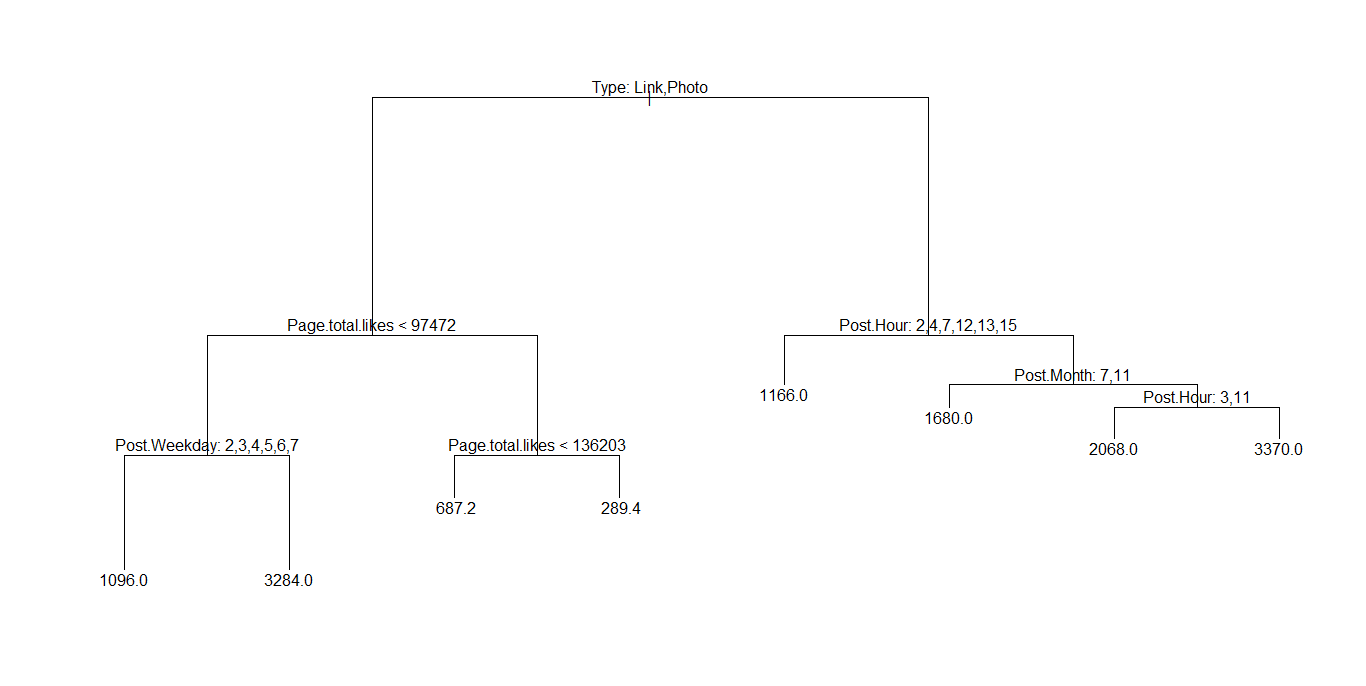 Type: Link,Photo
Page.total.likes < 97472
Post.Hour: 2,4,7,12,13,15
Post.Month: 7,11
1166.0
Post.Hour: 3,11
1680.0
Post.Weekday: 2,3,4,5,6,7
Page.total.likes < 136203
2068.0
3370.0
687.2
289.4
1096.0
3284.0